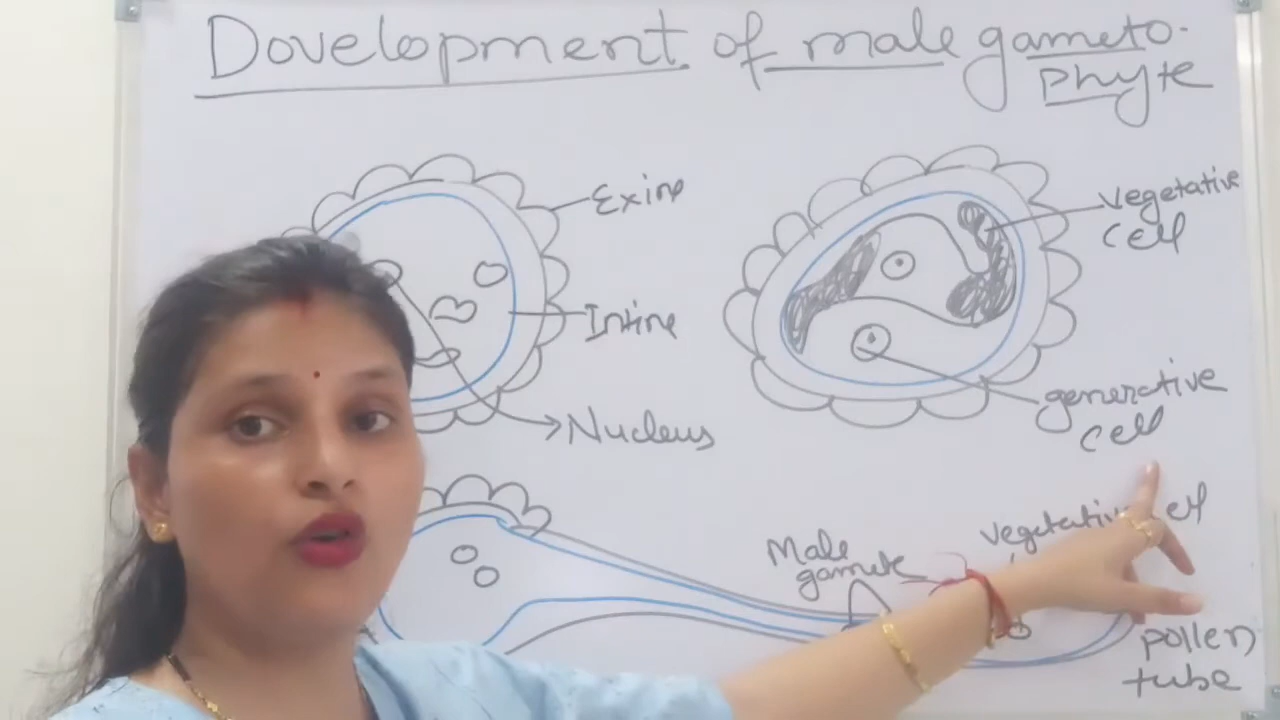 Dovelopment of male gameto-
phyte
Exine
Intine
Nucleus
vegetative
cell
generative
cell
Male
gamete
pollen
tube